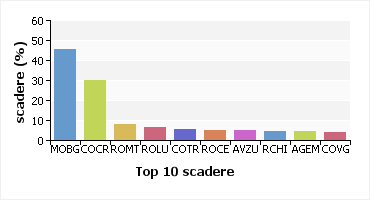 scadere (%)
60
50
40
30
20
10
0
MOBG COCR ROMT ROLU COTR ROCE AVZU RCHI AGEM COVG
Top 10 scadere